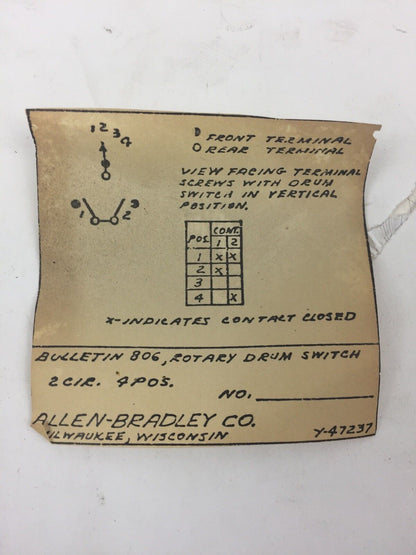 1 2 3 4
FRONT TERMINAL
REAR TERMINAL
1 2
VIEW FACING TERMINAL
SCREWS WITH DRUM
SWITCH IN VERTICAL
POSITION.
POS. CONT.
1 2
1 X X
2 X
3
4 X
X-INDICATES CONTACT CLOSED
BULLETIN 806, ROTARY DRUM SWITCH
2 CIR. 4 POS.
NO.
ALLEN-BRADLEY CO.
ILWAUKEE, WISCONSIN
Y-47237